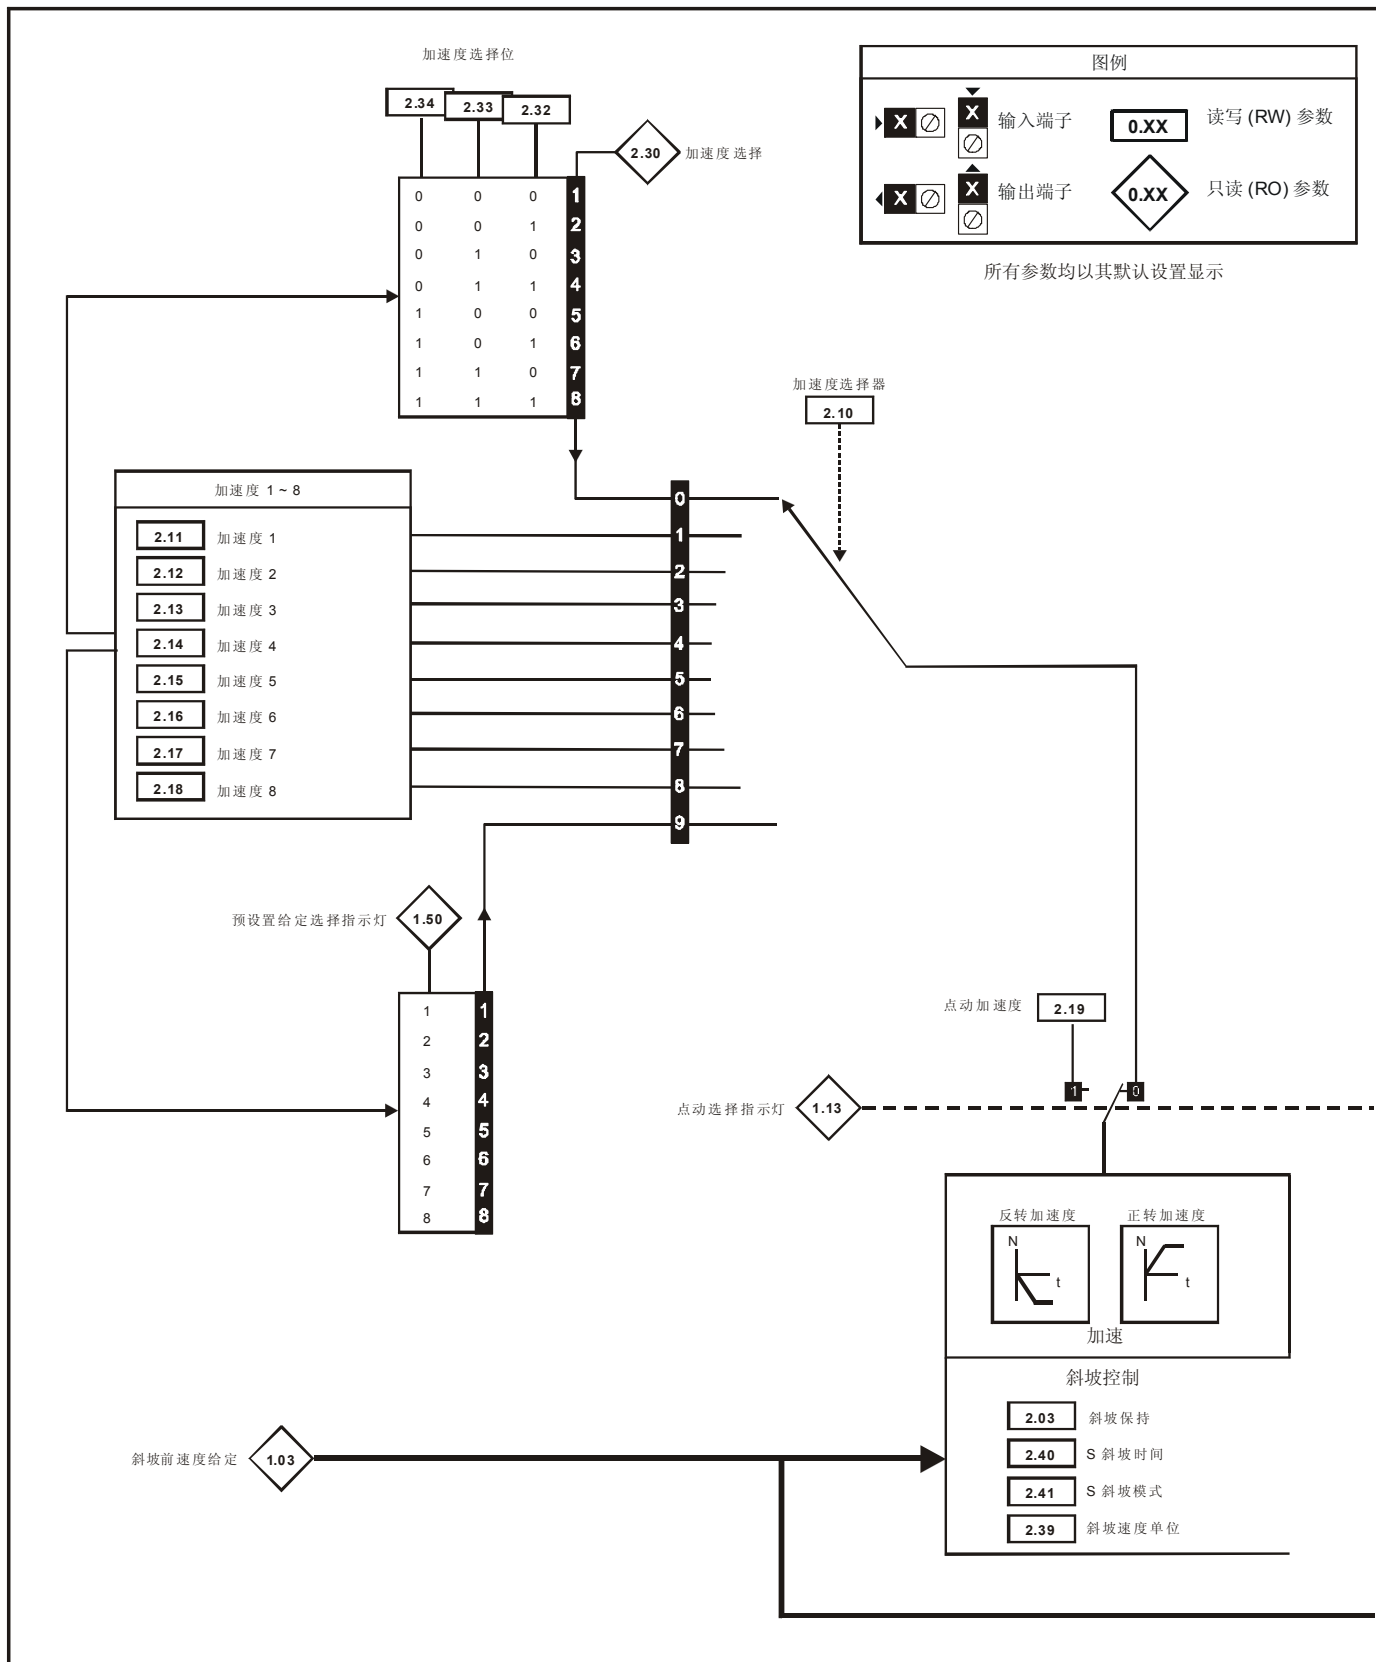 加速度选择位
2.34 2.33 2.32
2.30 加速度选择
0 0 0 1
0 0 1 2
0 1 0 3
0 1 1 4
1 0 0 5
1 0 1 6
1 1 0 7
1 1 1 8
图例
X 输入端子
X
0.XX 读写 (RW) 参数
X 输出端子
X
0.XX 只读 (RO) 参数
所有参数均以其默认设置显示
加速度选择器
2.10
加速度 1 ~ 8
2.11 加速度 1
2.12 加速度 2
2.13 加速度 3
2.14 加速度 4
2.15 加速度 5
2.16 加速度 6
2.17 加速度 7
2.18 加速度 8
0
1
2
3
4
5
6
7
8
9
预设置给定选择指示灯 1.50
1 1
2 2
3 3
4 4
5 5
6 6
7 7
8 8
点动加速度 2.19
1 0
点动选择指示灯 1.13
反转加速度 正转加速度
N t N t
加速
斜坡控制
2.03 斜坡保持
2.40 S 斜坡时间
2.41 S 斜坡模式
2.39 斜坡速度单位
斜坡前速度给定 1.03